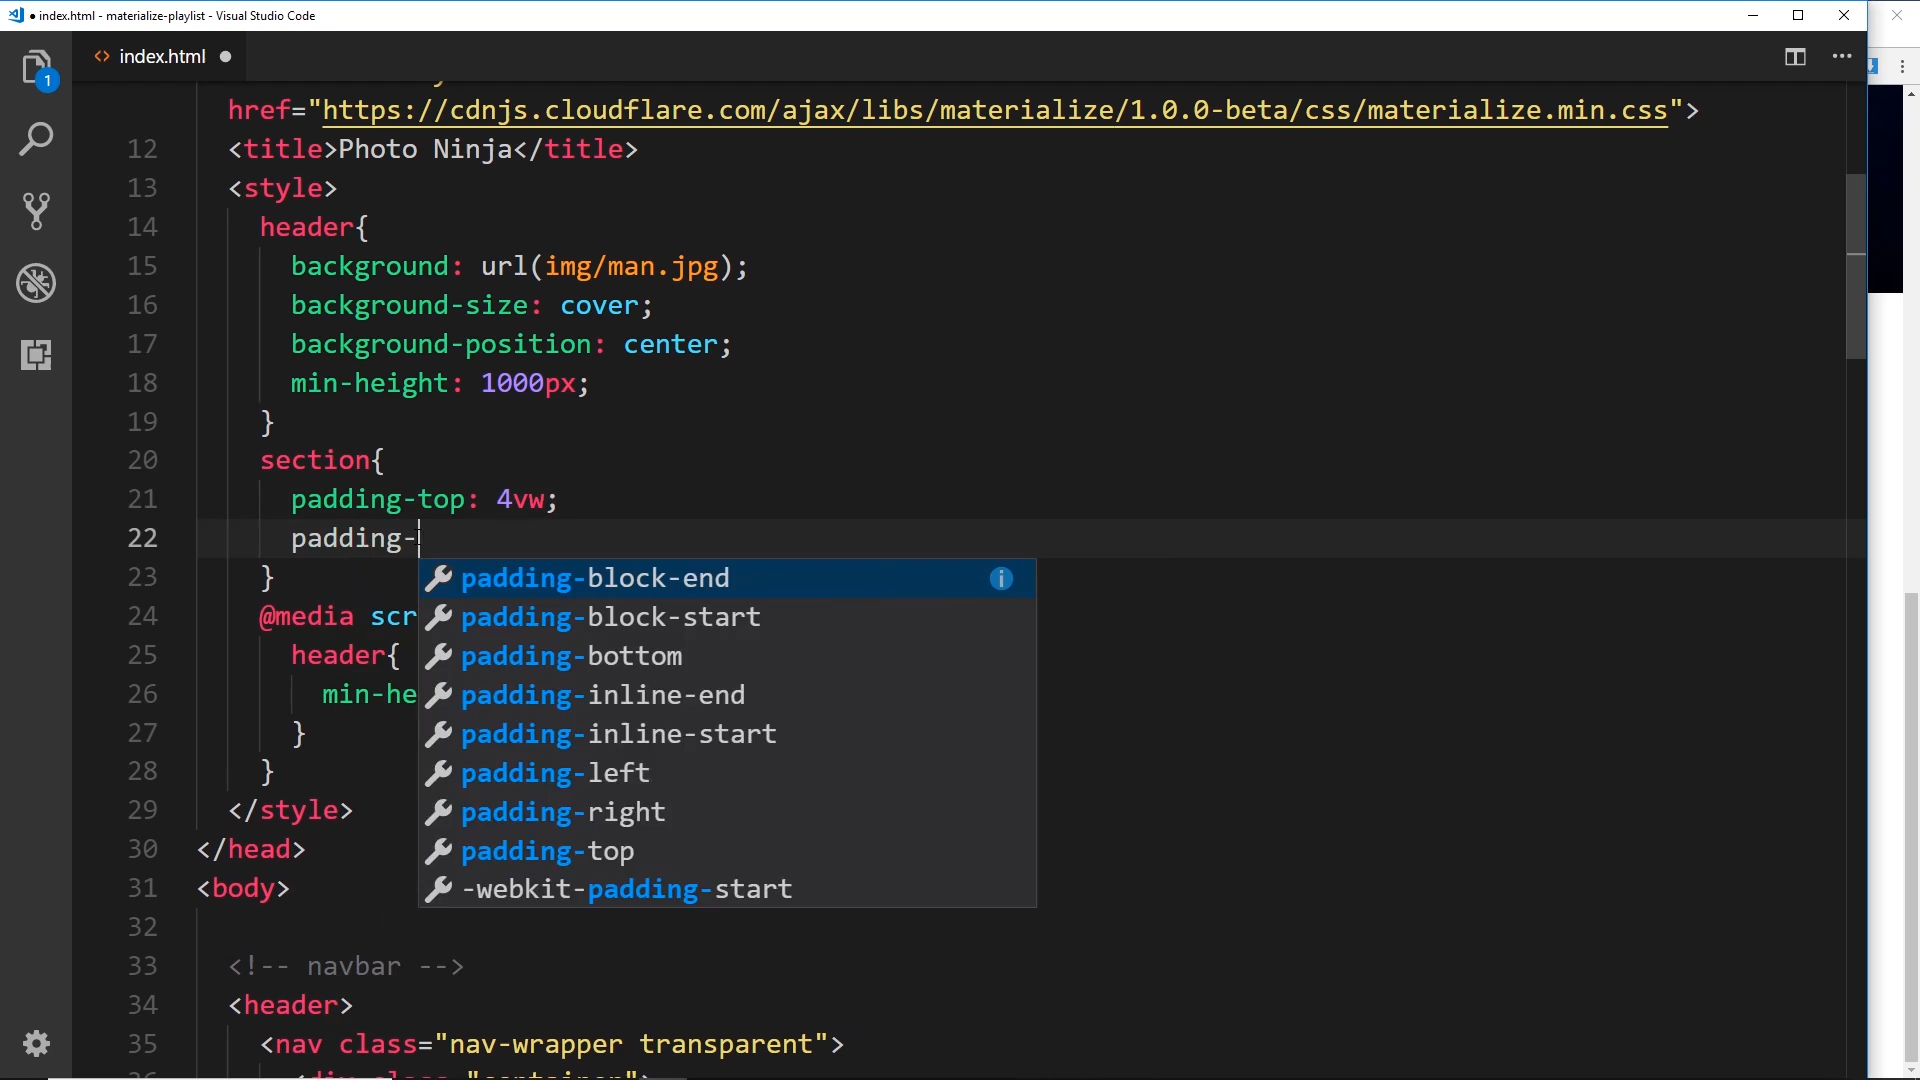 ● index.html - materialize-playlist - Visual Studio Code
<> index.html ●
1
href="https://cdnjs.cloudflare.com/ajax/libs/materialize/1.0.0-beta/css/materialize.min.css">
12 <title>Photo Ninja</title>
13 <style>
14 header{
15 background: url(img/man.jpg);
16 background-size: cover;
17 background-position: center;
18 min-height: 1000px;
19 }
20 section{
21 padding-top: 4vw;
22 padding-
padding-block-end
23 }
padding-block-start
24 @media scr
padding-bottom
25 header{
padding-inline-end
26 min-he
padding-inline-start
27 }
padding-left
28 }
padding-right
29 </style>
padding-top
30 </head>
-webkit-padding-start
31 <body>
32
33 <!-- navbar -->
34 <header>
35 <nav class="nav-wrapper transparent">